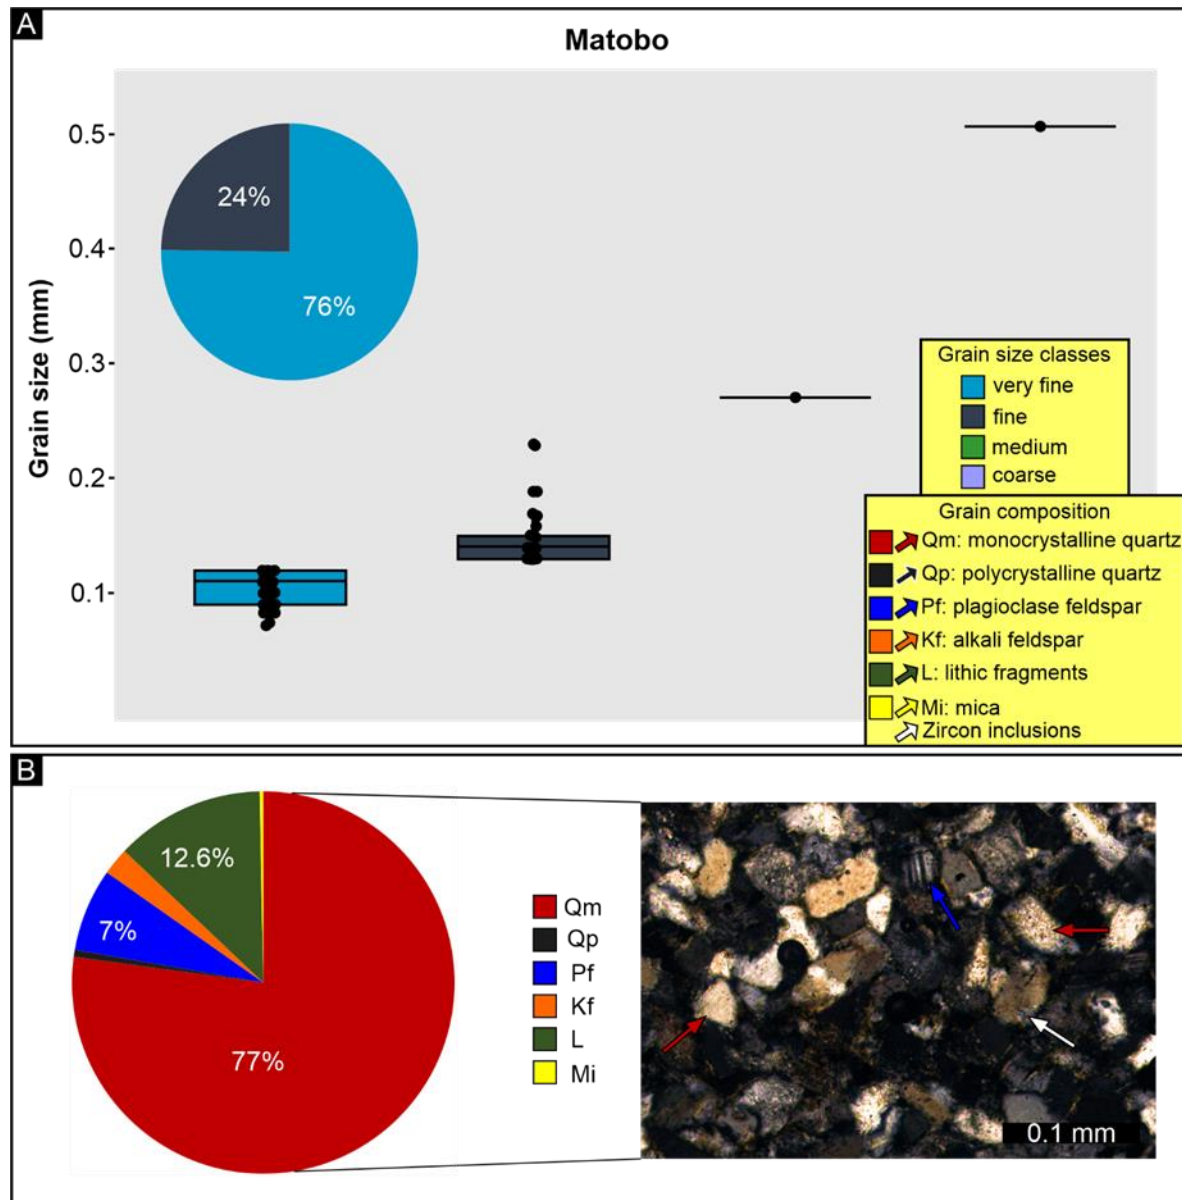 A
Matobo
Grain size (mm)
0.5
0.4
0.3
0.2
0.1
24%
76%
Grain size classes
very fine
fine
medium
coarse
Grain composition
Qm: monocrystalline quartz
Qp: polycrystalline quartz
Pf: plagioclase feldspar
Kf: alkali feldspar
L: lithic fragments
Mi: mica
Zircon inclusions
B
12.6%
7%
77%
Qm
Qp
Pf
Kf
L
Mi
0.1 mm